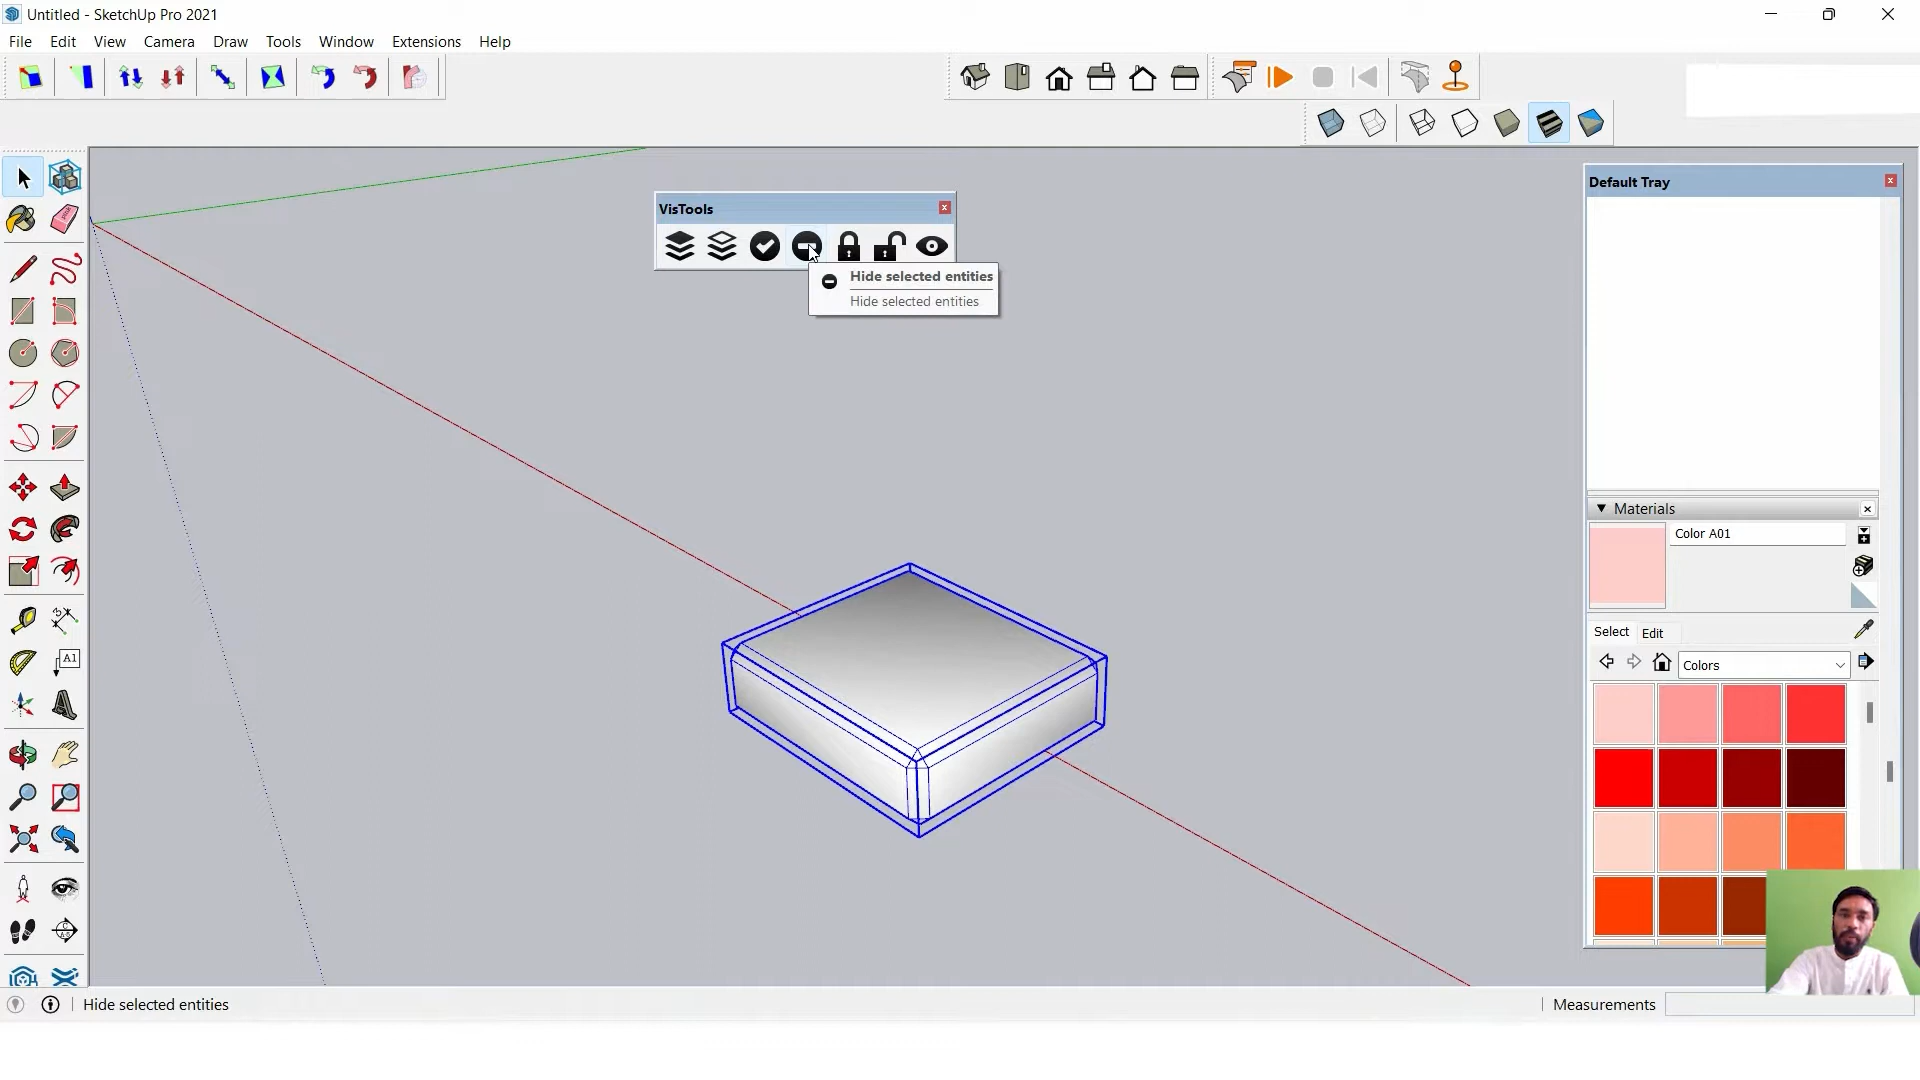 Untitled - SketchUp Pro 2021
File Edit View Camera Draw Tools Window Extensions Help
VisTools
Hide selected entities
Hide selected entities
Default Tray
Materials
Color A01
Select Edit
Colors
A1
Hide selected entities
Measurements